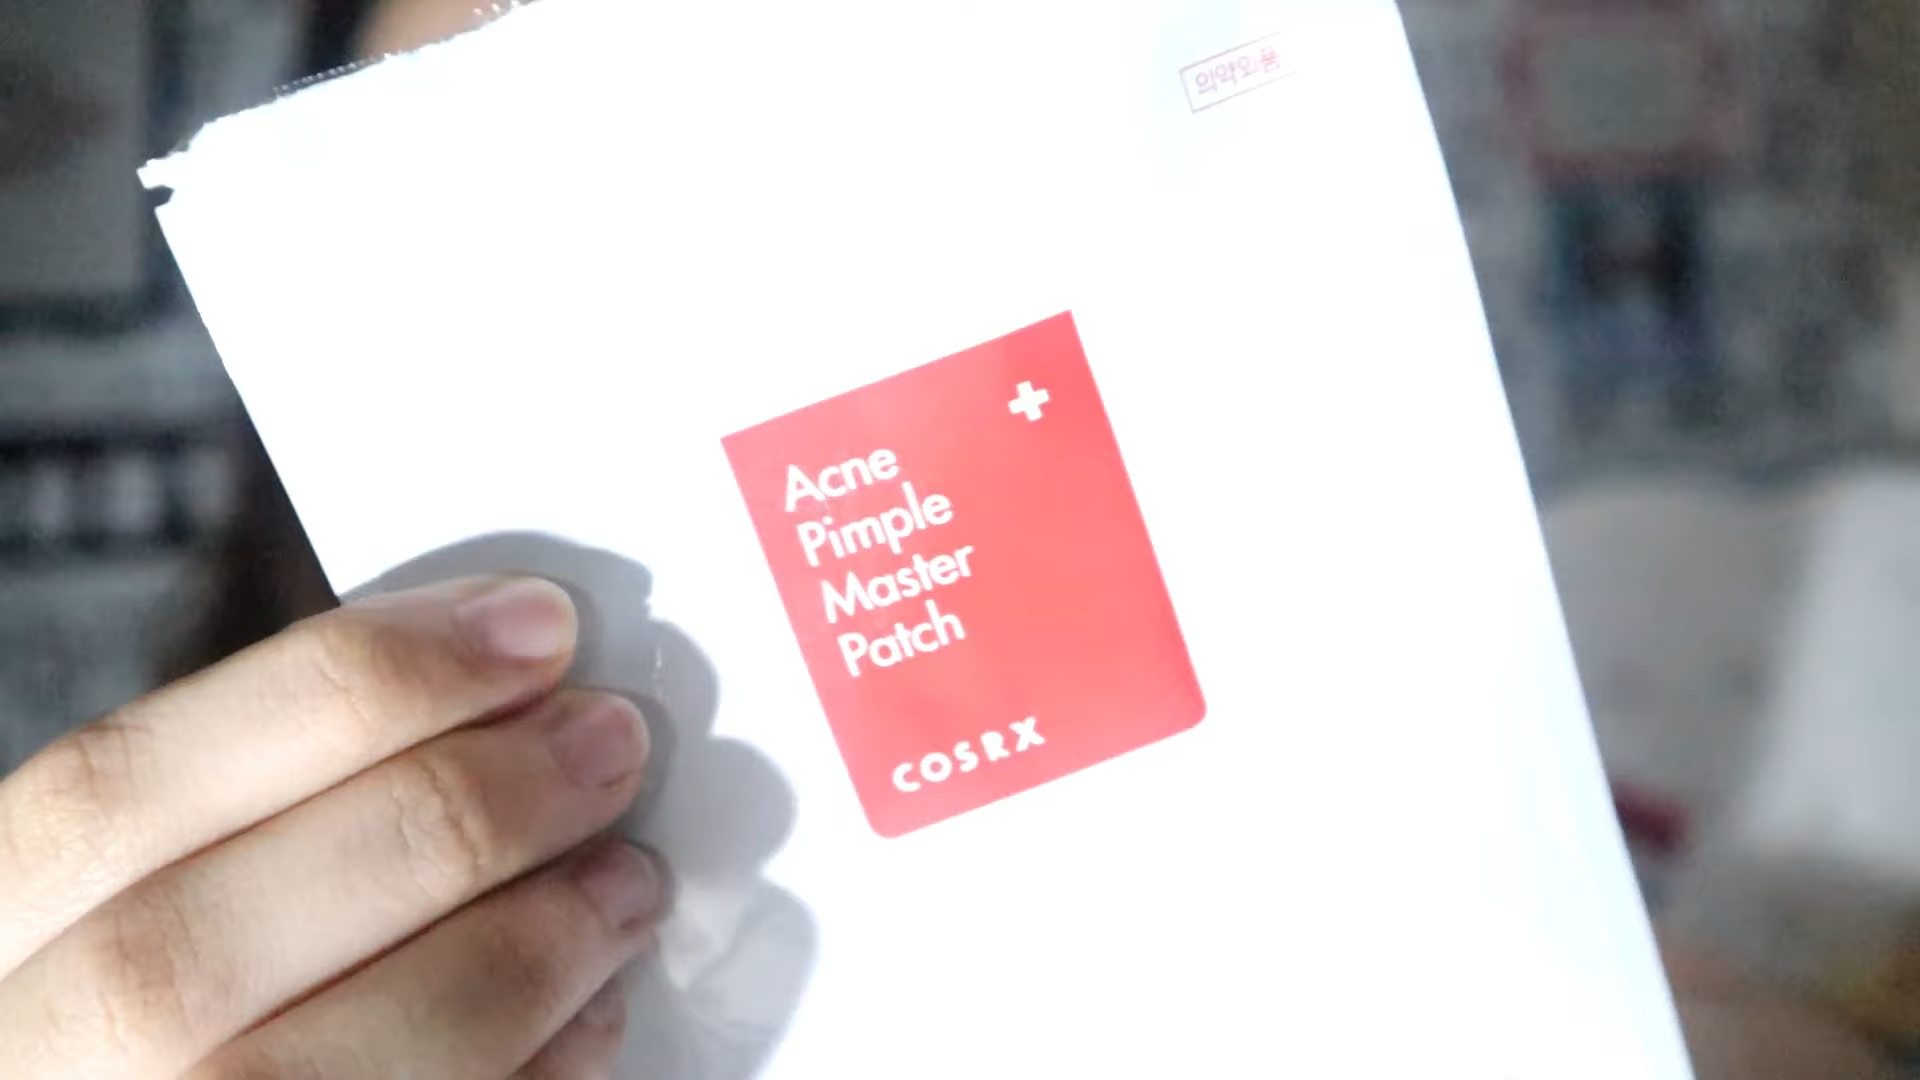 의약외품
Acne
Pimple
Master
Patch
COSRX